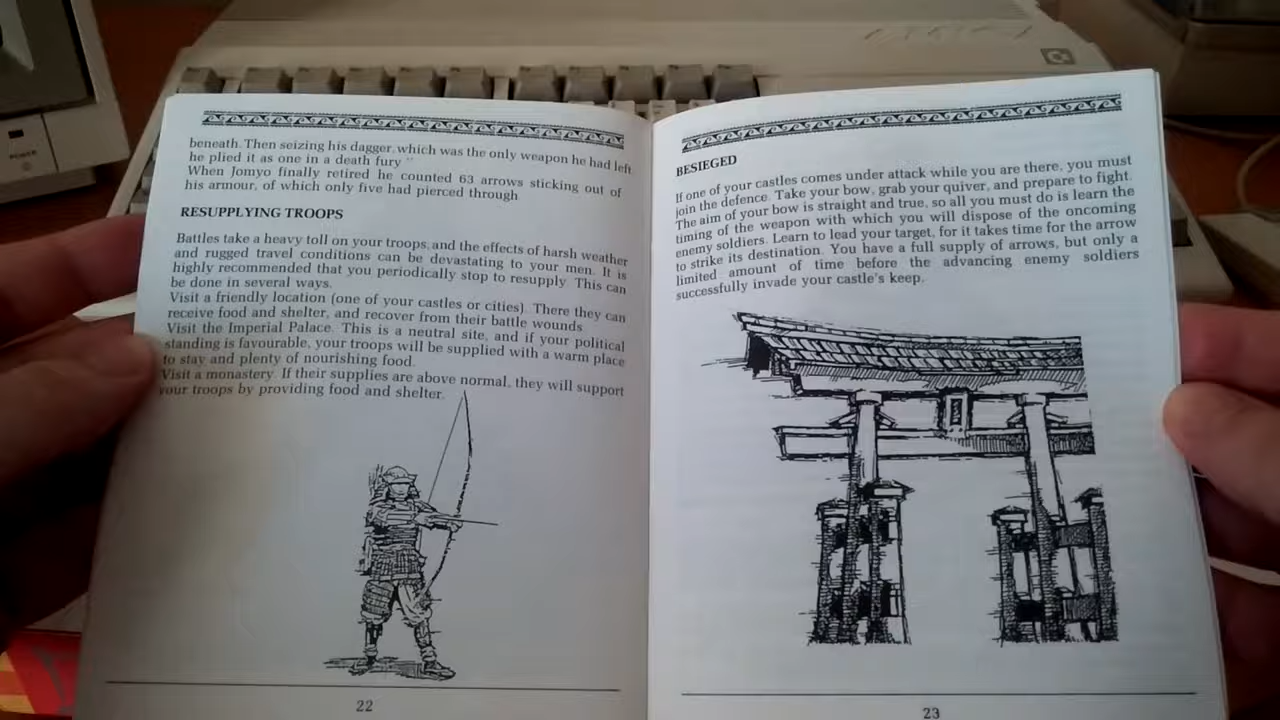 POWER
beneath. Then seizing his dagger, which was the only weapon he had left,
he plied it as one in a death fury."
When Jomyo finally retired he counted 63 arrows sticking out of
his armour, of which only five had pierced through.
RESUPPLYING TROOPS
Battles take a heavy toll on your troops, and the effects of harsh weather
and rugged travel conditions can be devastating to your men. It is
highly recommended that you periodically stop to resupply. This can
be done in several ways.
Visit a friendly location (one of your castles or cities). There they can
receive food and shelter, and recover from their battle wounds.
Visit the Imperial Palace. This is a neutral site, and if your political
standing is favourable, your troops will be supplied with a warm place
to stay and plenty of nourishing food.
Visit a monastery. If their supplies are above normal, they will support
your troops by providing food and shelter.
22
BESIEGED
If one of your castles comes under attack while you are there, you must
join the defence. Take your bow, grab your quiver, and prepare to fight.
The aim of your bow is straight and true, so all you must do is learn the
timing of the weapon with which you will dispose of the oncoming
enemy soldiers. Learn to lead your target, for it takes time for the arrow
to strike its destination. You have a full supply of arrows, but only a
limited amount of time before the advancing enemy soldiers
successfully invade your castle's keep.
23